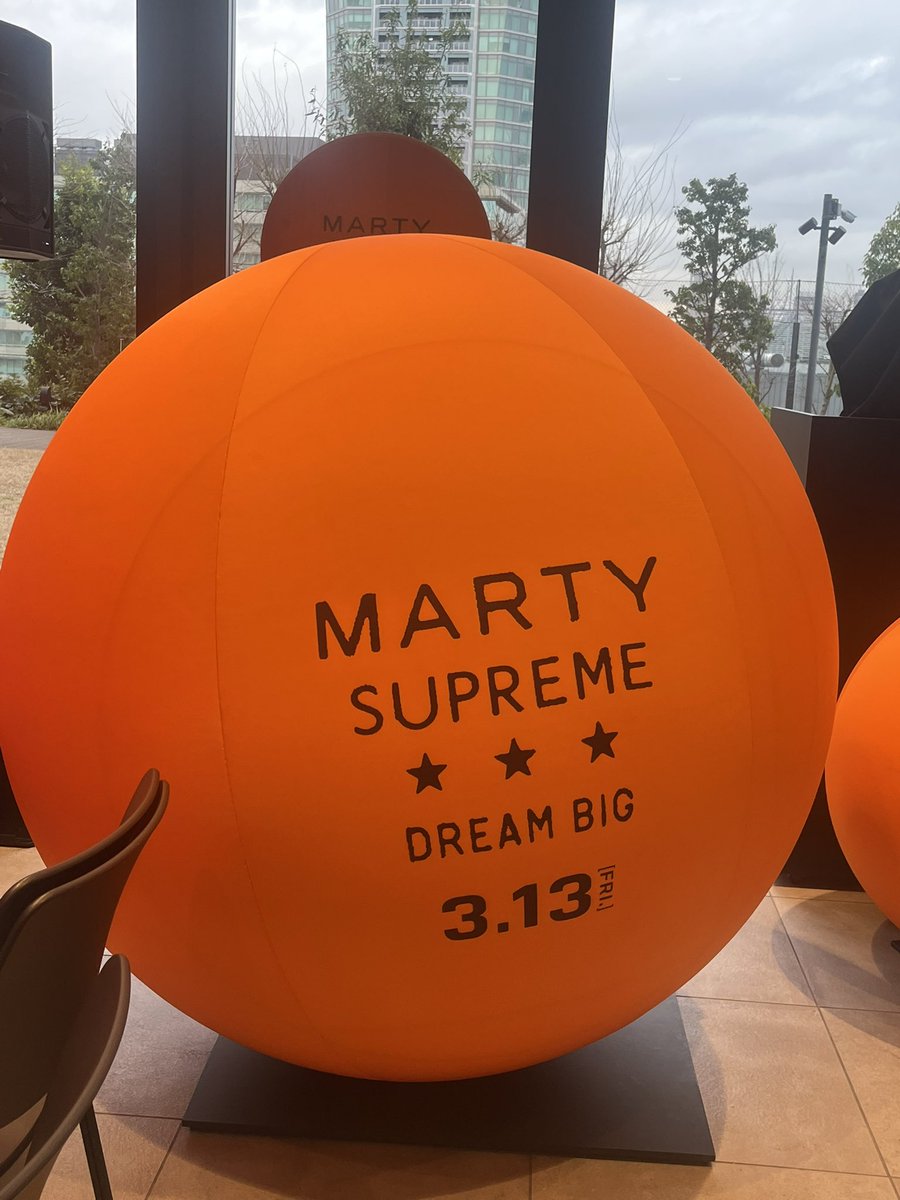 MARTY
MARTY
SUPREME
★ ★ ★
DREAM BIG
3.13 [FRI.]